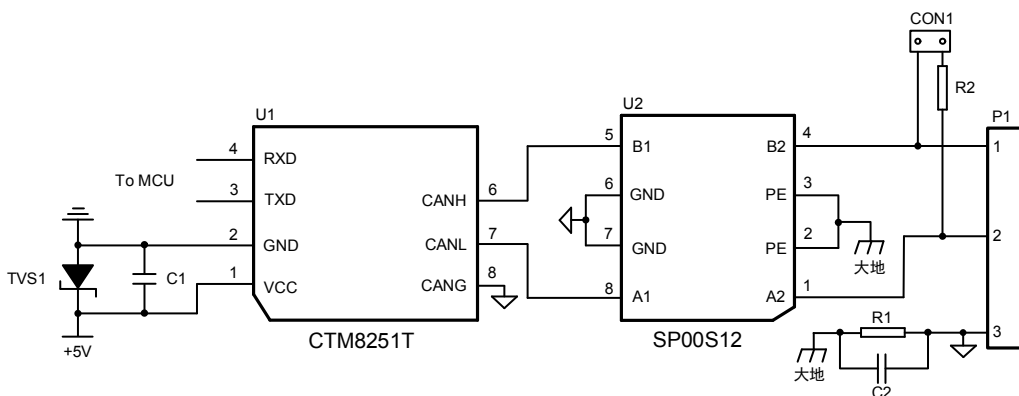 CON1
R2
U1
U2
P1
4
RXD
5
B1
B2
4
1
To MCU
3
TXD
CANH
6
6
GND
PE
3
2
GND
CANL
7
7
GND
PE
2
2
大地
TVS1
C1
1
VCC
CANG
8
8
A1
A2
1
+5V
CTM8251T
SP00S12
R1
3
大地
C2